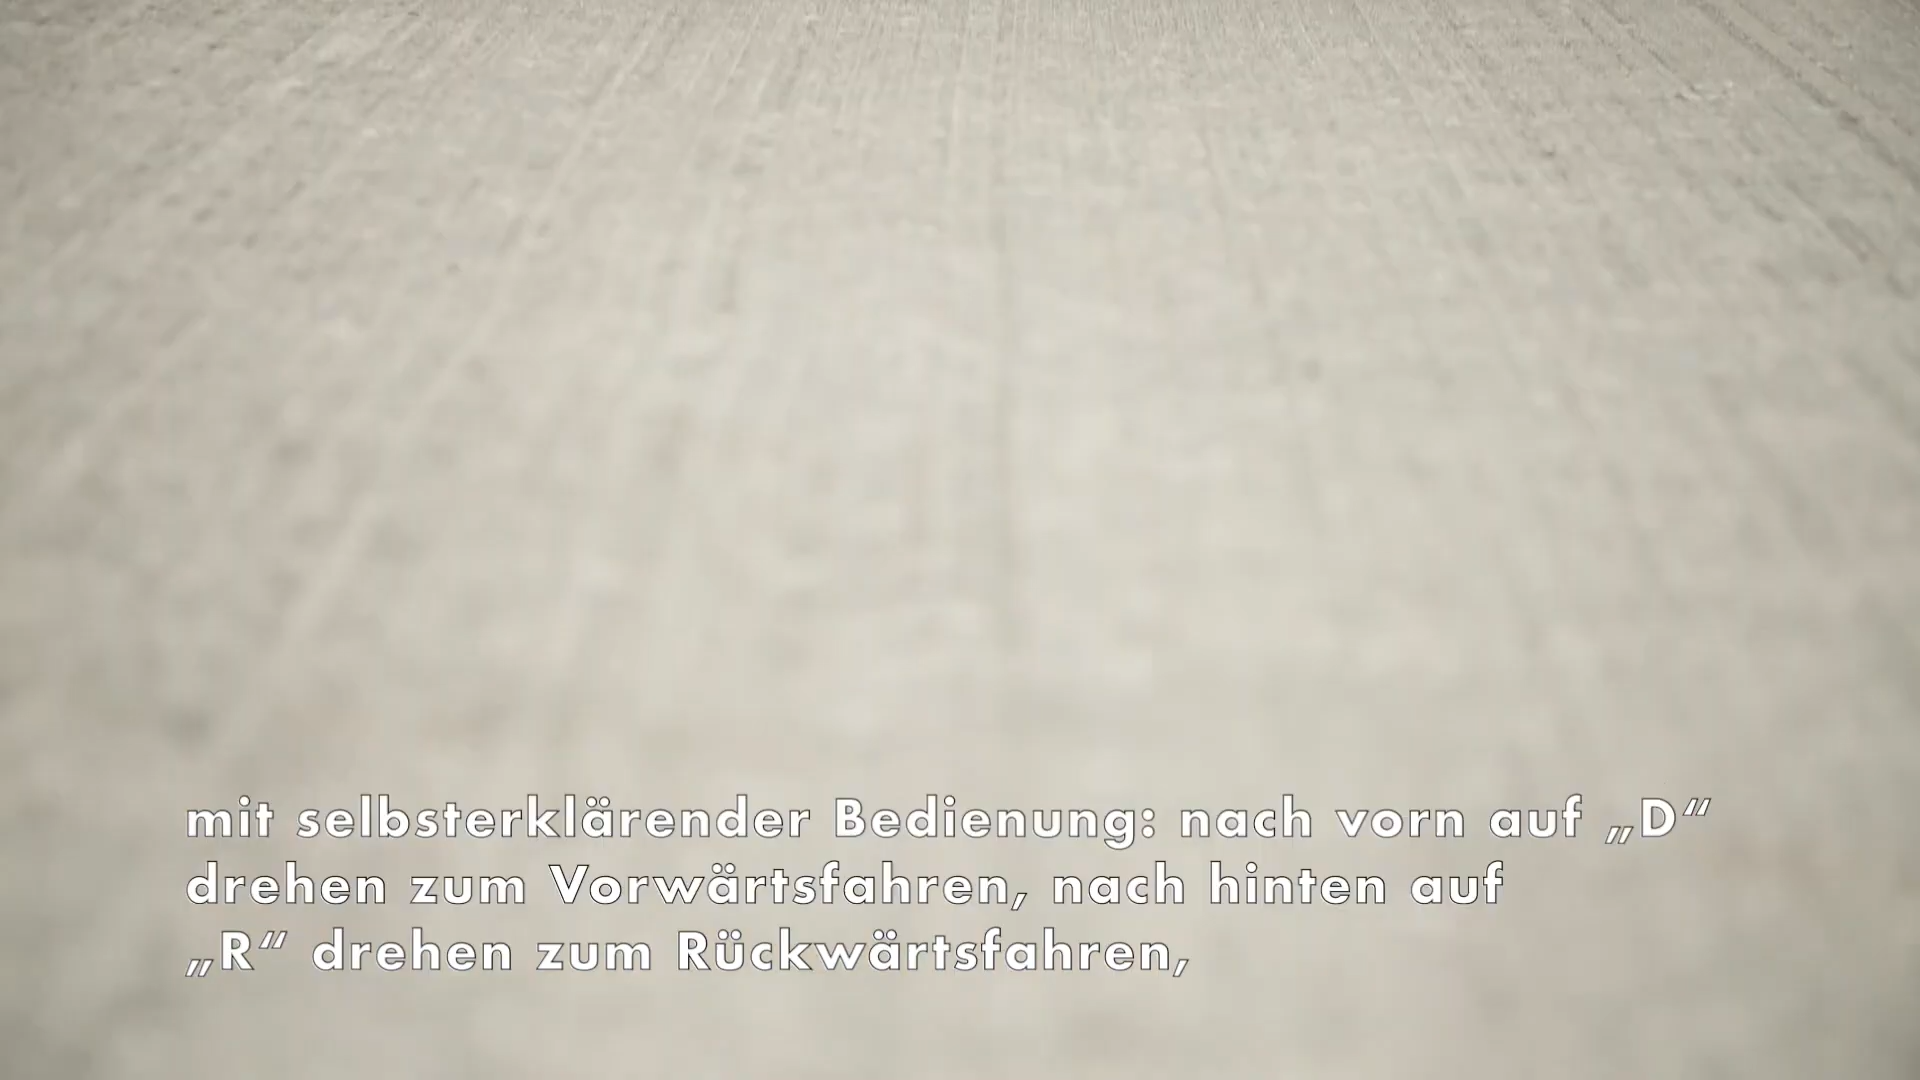 mit selbsterklärender Bedienung: nach vorn auf „D“
drehen zum Vorwärtsfahren, nach hinten auf
„R“ drehen zum Rückwärtsfahren,